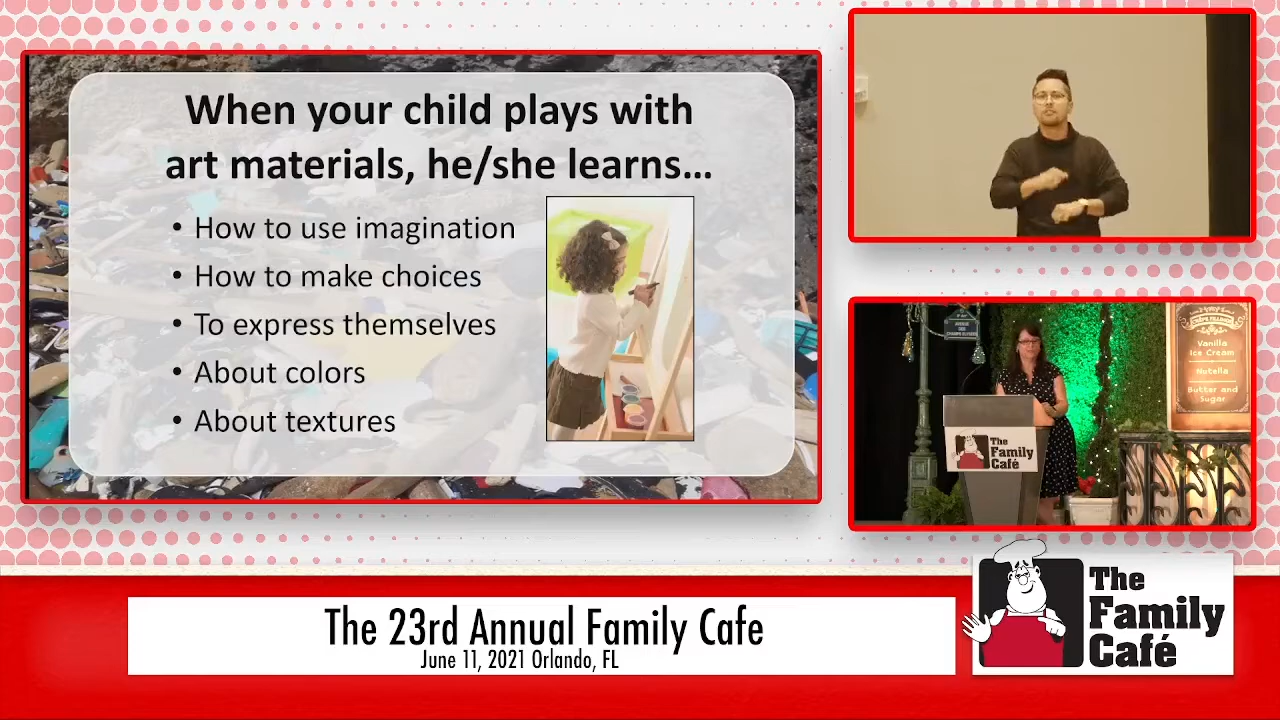 When your child plays with
art materials, he/she learns...
• How to use imagination
• How to make choices
• To express themselves
• About colors
• About textures
Vanilla
Ice Cream
Nutella
Butter and
Sugar
The
Family
Café
The 23rd Annual Family Cafe
June 11, 2021 Orlando, FL
The
Family
Café